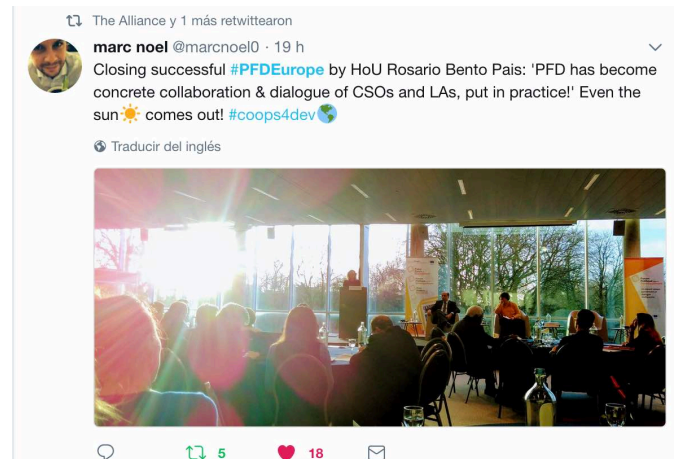 The Alliance y 1 más retwittearon
marc noel @marcnoel0 · 19 h
Closing successful #PFDEurope by HoU Rosario Bento Pais: 'PFD has become
concrete collaboration & dialogue of CSOs and LAs, put in practice!' Even the
sun☀️ comes out! #coops4dev🌎
Traducir del inglés
5 18